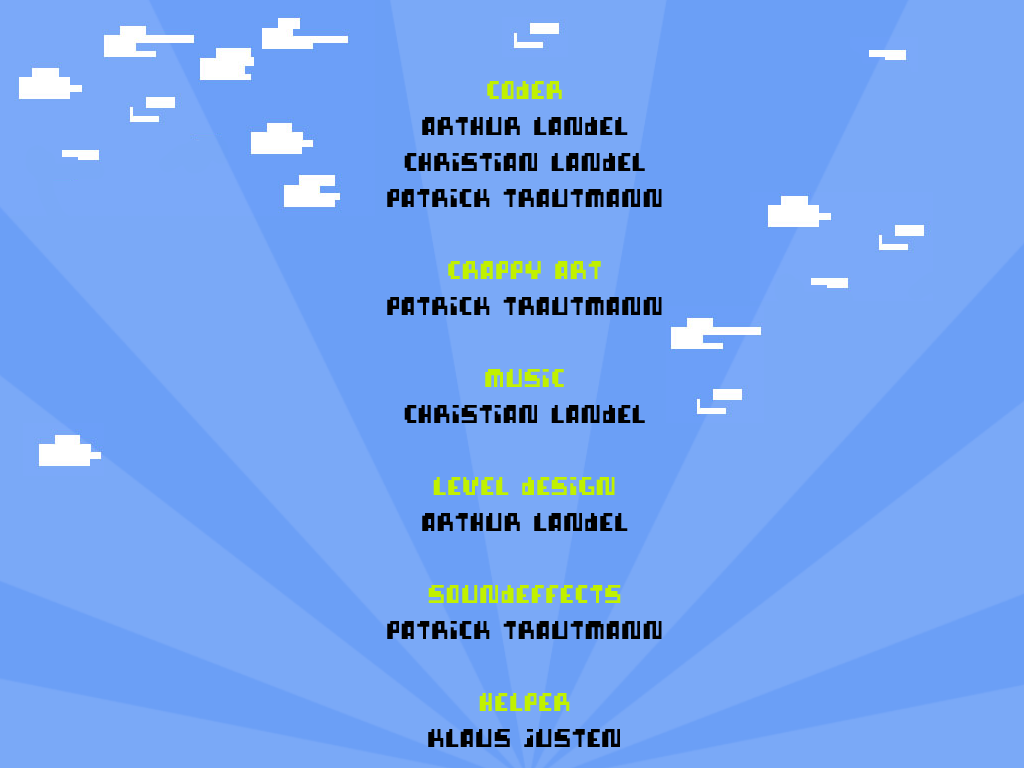 CODER
ARTHUR LANDEL
CHRISTIAN LANDEL
PATRICK TRAUTMANN
CRAPPY ART
PATRICK TRAUTMANN
MUSIC
CHRISTIAN LANDEL
LEVEL DESIGN
ARTHUR LANDEL
SOUNDEFFECTS
PATRICK TRAUTMANN
HELPER
KLAUS JUSTEN